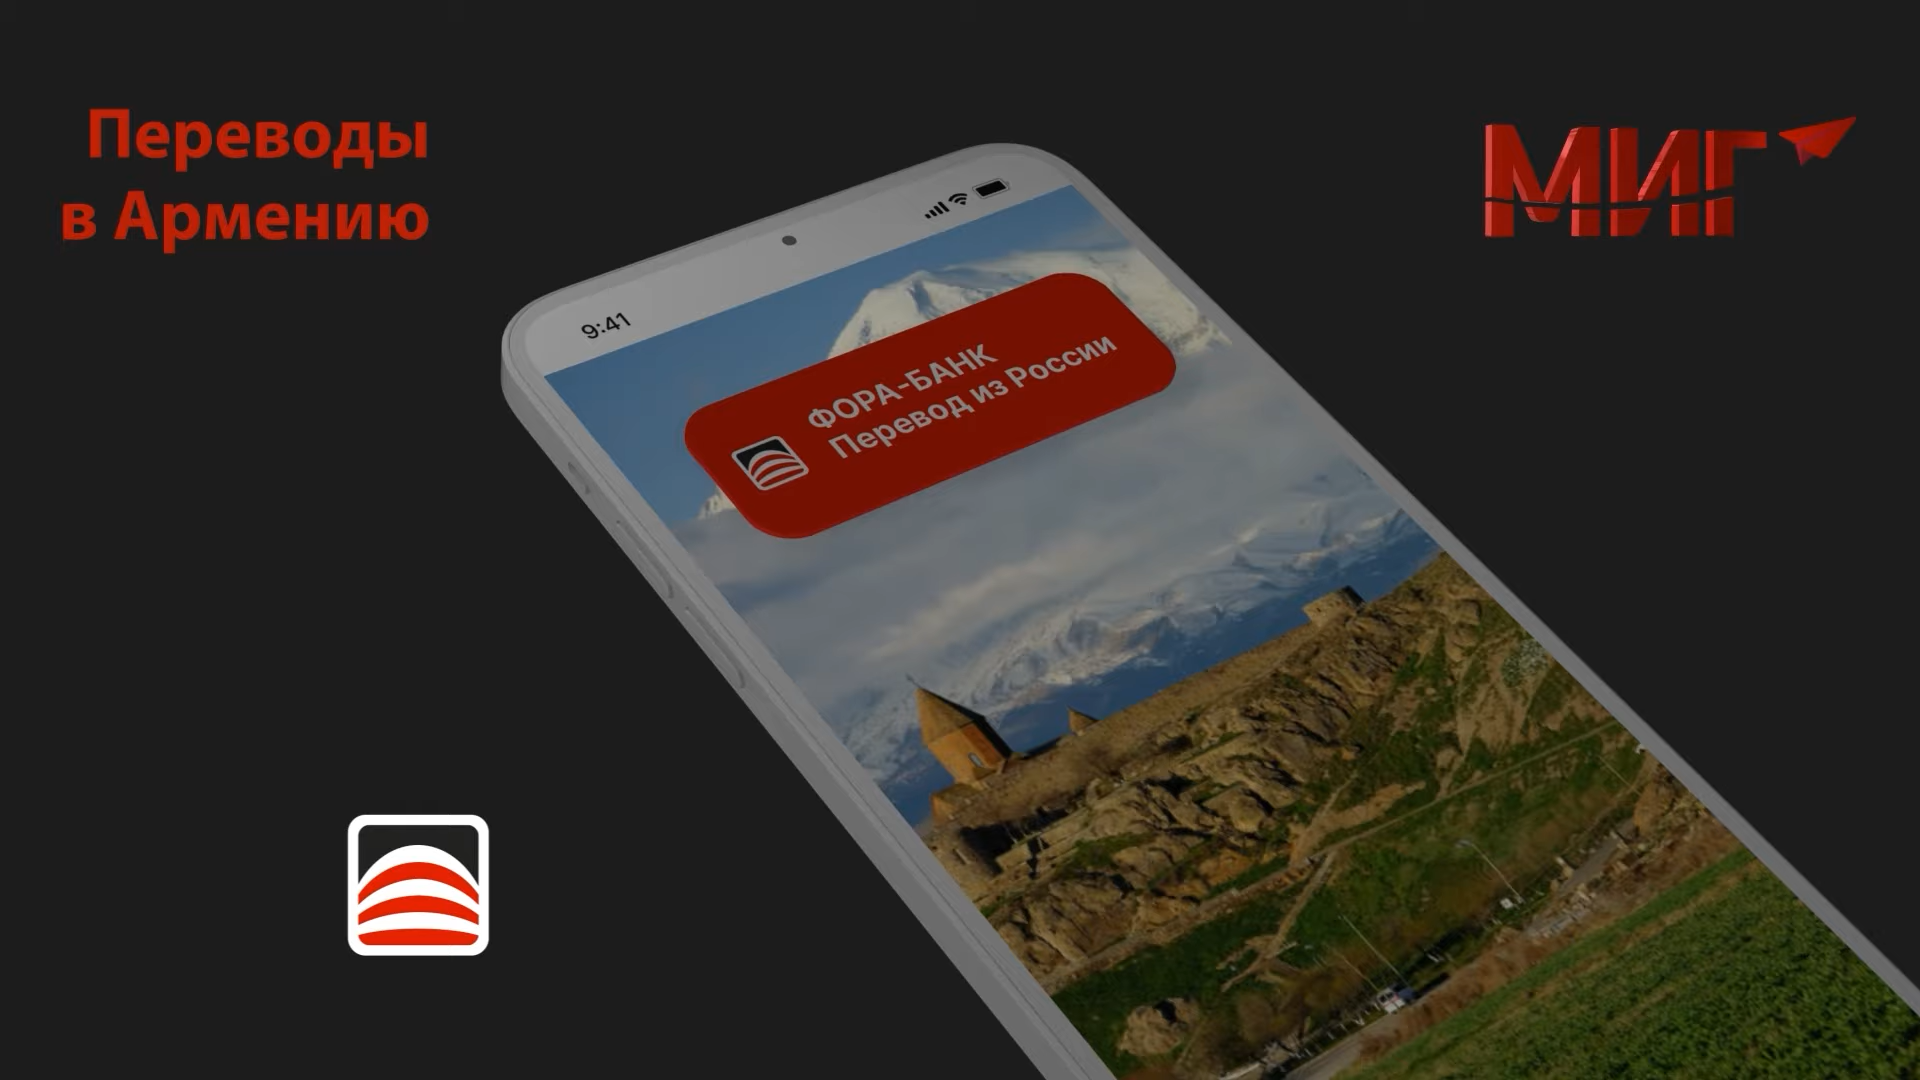 Переводы
в Армению
МИГ
9:41
ФОРА-БАНК
Перевод из России